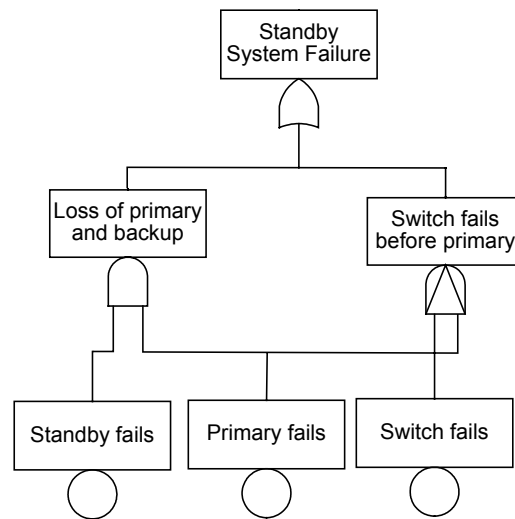 Standby
System Failure
Loss of primary
and backup
Switch fails
before primary
Standby fails
Primary fails
Switch fails